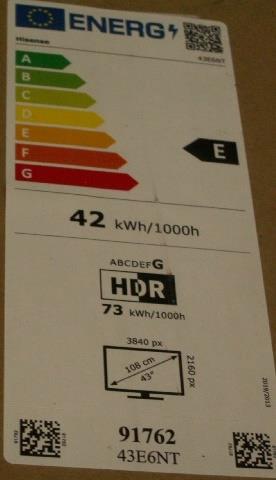 ENERG
Hisense
43E6NT
A
B
C
D
E
F
G
E
42 kWh/1000h
ABCDEFG
HDR
73 kWh/1000h
3840 px
108 cm
43"
2160 px
2019/2013
91762
43E6NT